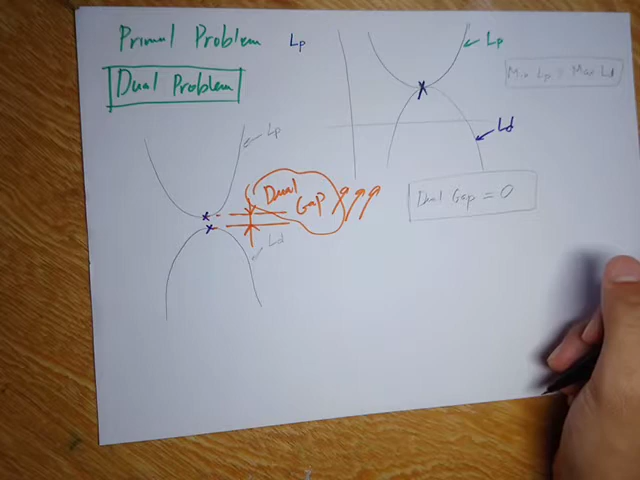 Primal Problem Lp
Dual Problem
Lp
Min Lp = Max Ld
Ld
Dual Gap = 0
Lp
Dual
Gap
Ld